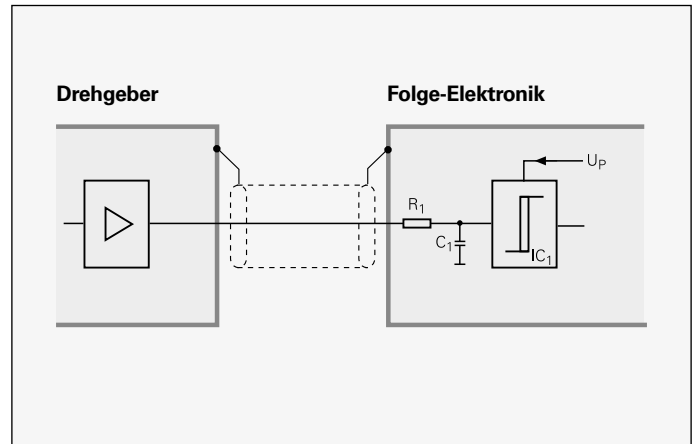 Drehgeber
Folge-Elektronik
U_P
R_1
C_1
IC_1